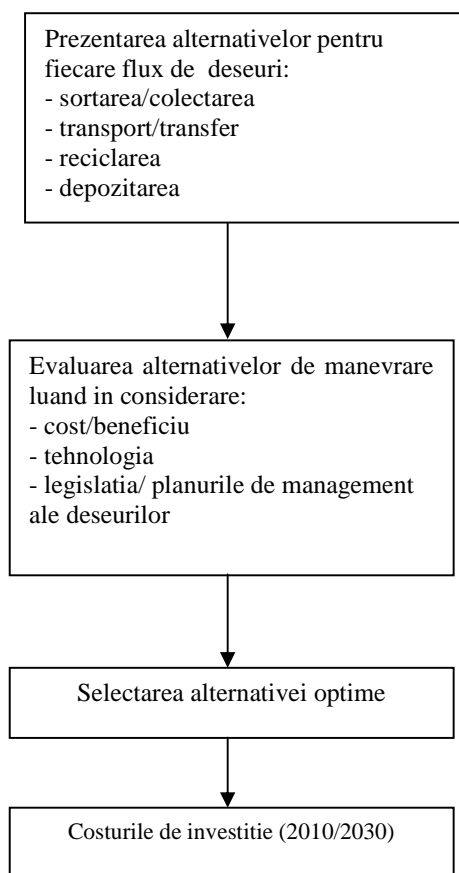 Prezentarea alternativelor pentru
fiecare flux de deseuri:
- sortarea/colectarea
- transport/transfer
- reciclarea
- depozitarea
Evaluarea alternativelor de manevrare
luand in considerare:
- cost/beneficiu
- tehnologia
- legislatia/ planurile de management
ale deseurilor
Selectarea alternativei optime
Costurile de investitie (2010/2030)